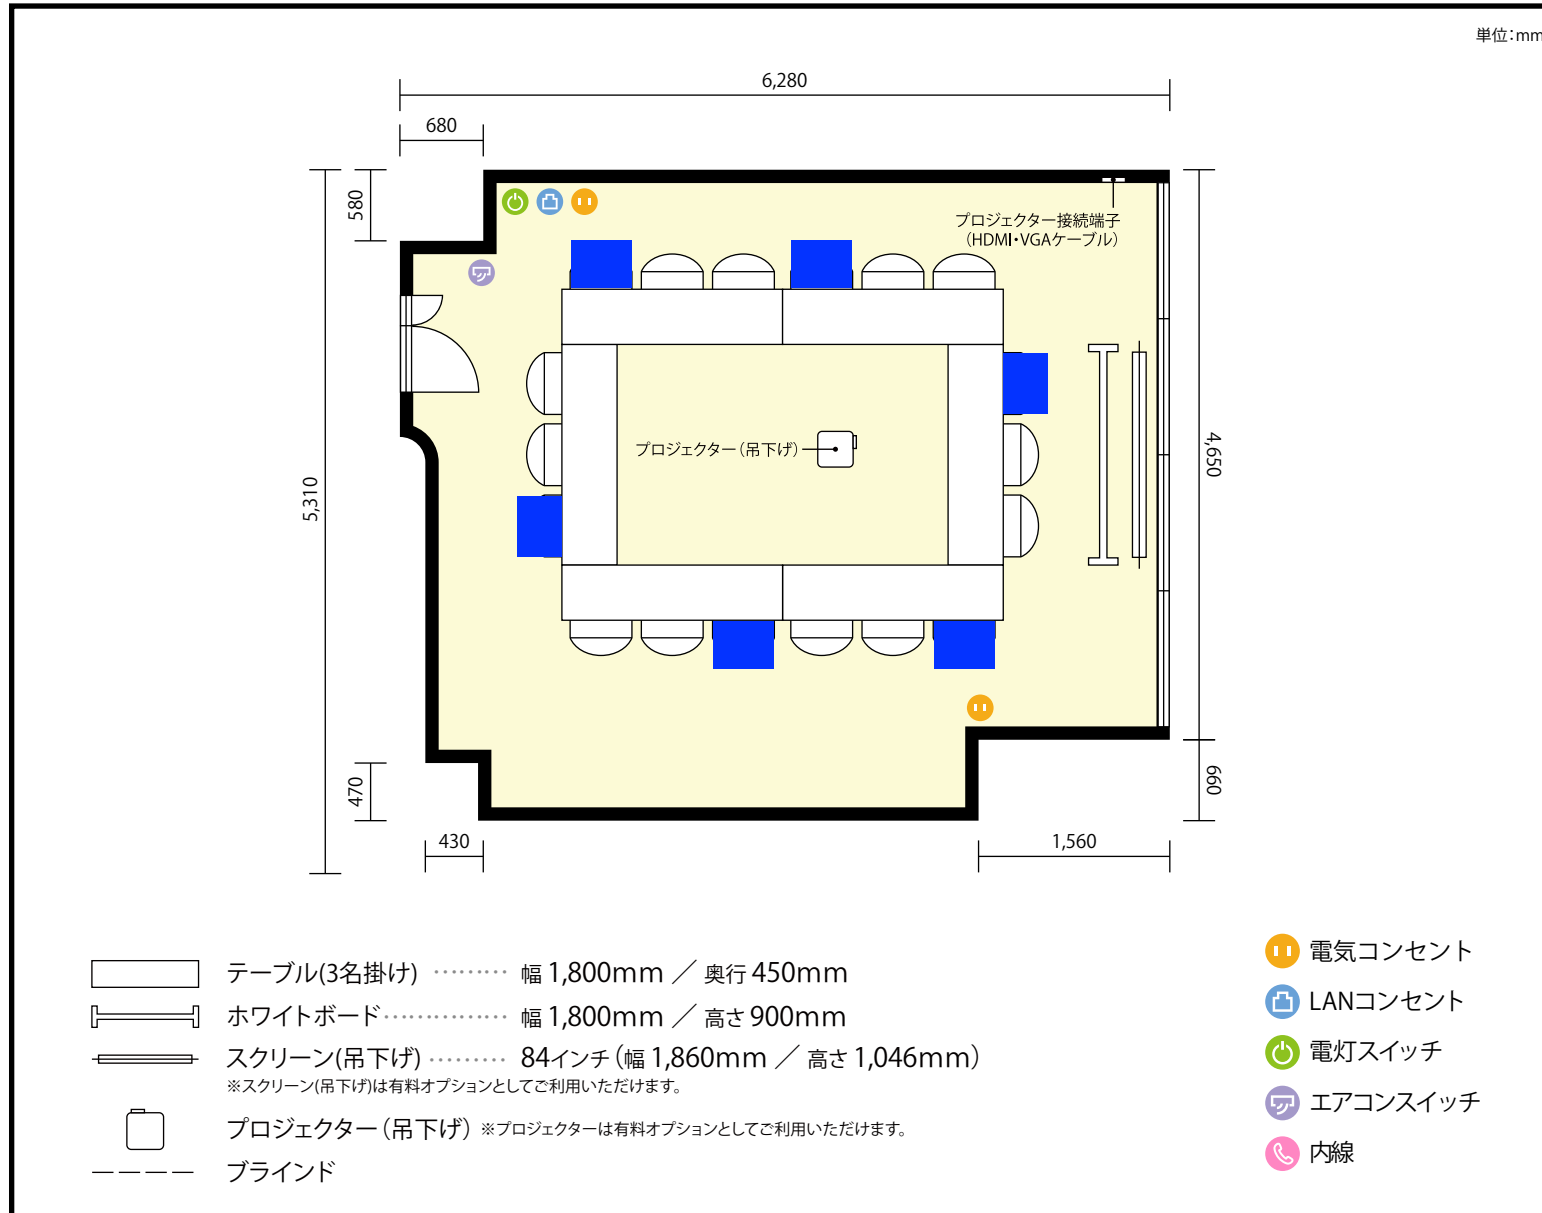 単位：mm
6,280
680
580
プロジェクター接続端子
（HDMI・VGAケーブル）
プロジェクター（吊下げ）
4,650
5,310
470
660
430
1,560
テーブル(3名掛け) ……… 幅 1,800mm ／ 奥行 450mm
ホワイトボード…………… 幅 1,800mm ／ 高さ 900mm
スクリーン(吊下げ) ……… 84インチ（幅 1,860mm ／ 高さ 1,046mm）
※スクリーン(吊下げ)は有料オプションとしてご利用いただけます。
プロジェクター（吊下げ） ※プロジェクターは有料オプションとしてご利用いただけます。
ブラインド
電気コンセント
LANコンセント
電灯スイッチ
エアコンスイッチ
内線